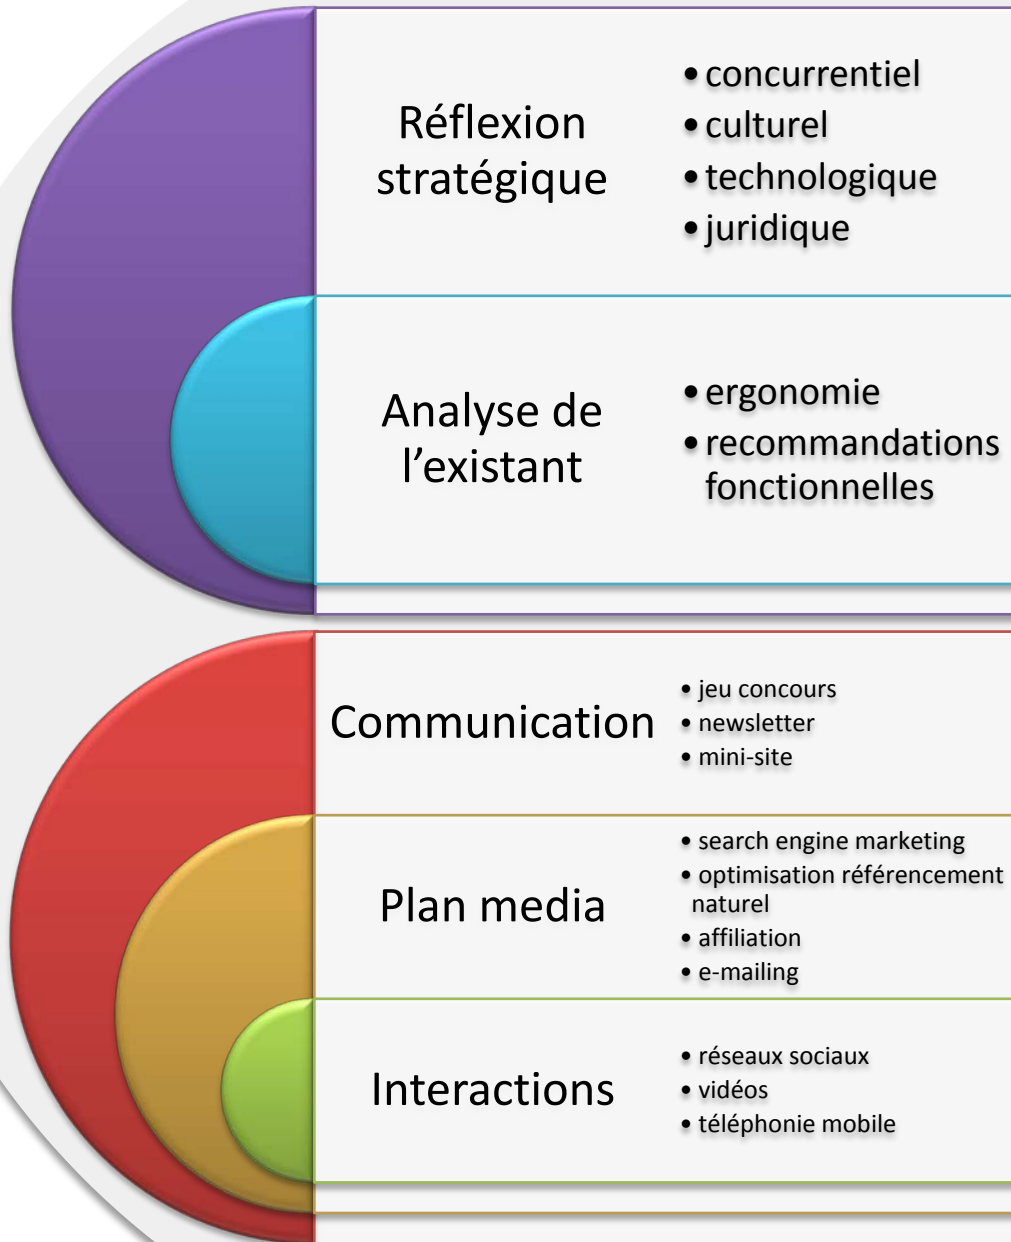 Réflexion
stratégique
• concurrentiel
• culturel
• technologique
• juridique
Analyse de
l’existant
• ergonomie
• recommandations
fonctionnelles
Communication
• jeu concours
• newsletter
• mini-site
Plan media
• search engine marketing
• optimisation référencement
naturel
• affiliation
• e-mailing
Interactions
• réseaux sociaux
• vidéos
• téléphonie mobile